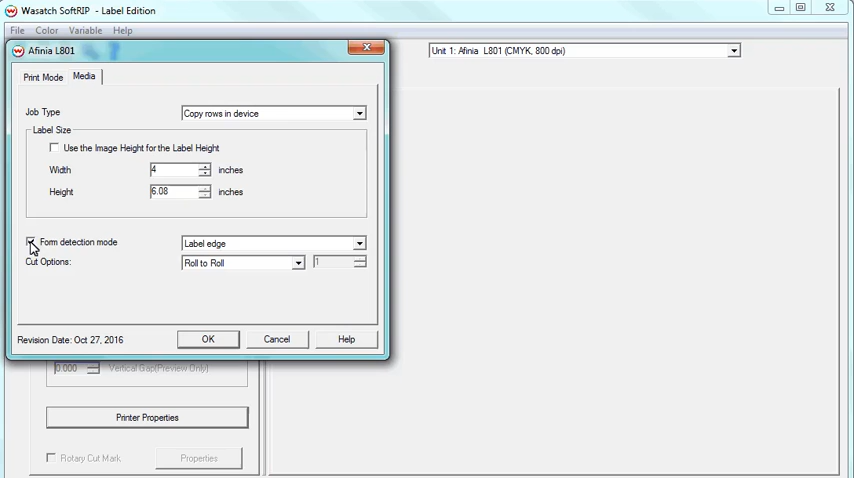 Wasatch SoftRIP - Label Edition
File Color Variable Help
Afinia L801
Unit 1: Afinia L801 (CMYK, 800 dpi)
Print Mode Media
Job Type Copy rows in device
Label Size
Use the Image Height for the Label Height
Width 4 inches
Height 6.08 inches
Form detection mode Label edge
Cut Options: Roll to Roll 1
Revision Date: Oct 27, 2016 OK Cancel Help
0.000 Vertical Gap(Preview Only)
Printer Properties
Rotary Cut Mark Properties